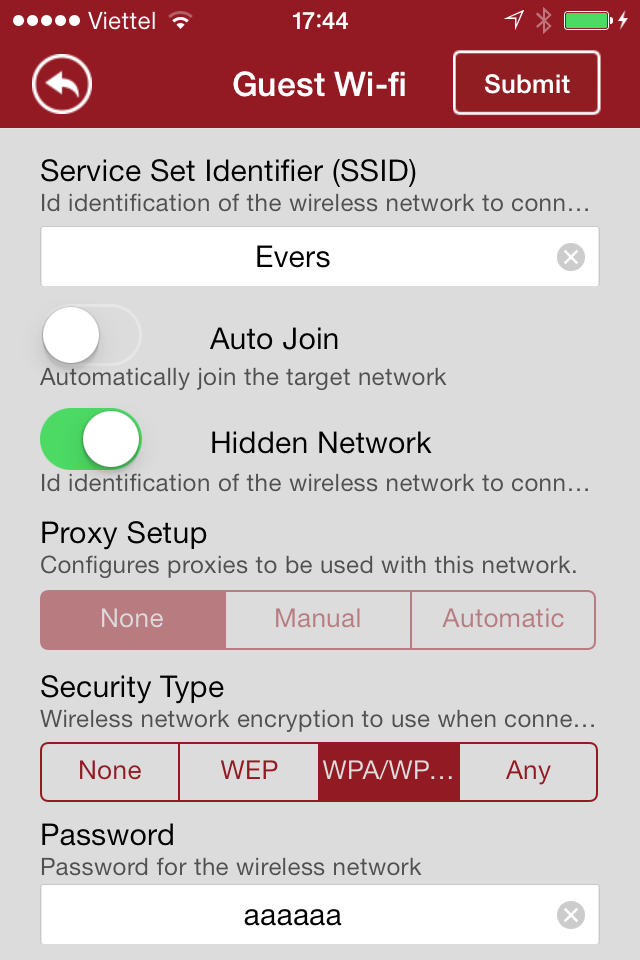 Viettel 17:44
Guest Wi-fi Submit
Service Set Identifier (SSID)
Id identification of the wireless network to conn…
Evers
Auto Join
Automatically join the target network
Hidden Network
Id identification of the wireless network to conn…
Proxy Setup
Configures proxies to be used with this network.
None Manual Automatic
Security Type
Wireless network encryption to use when conne…
None WEP WPA/WP… Any
Password
Password for the wireless network
aaaaaa